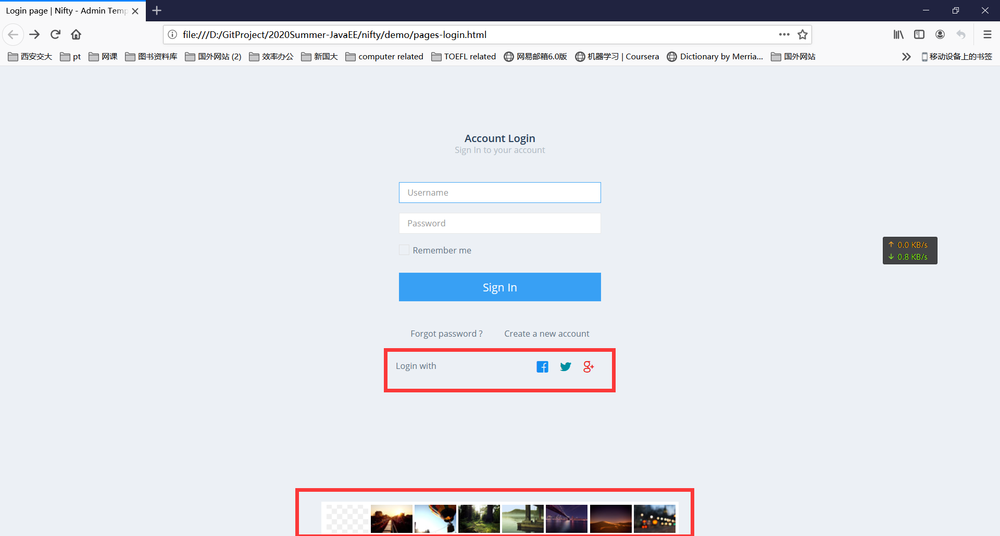 Login page | Nifty - Admin Temp
file:///D:/GitProject/2020Summer-JavaEE/nifty/demo/pages-login.html
西安交大 pt 网课 图书资料库 国外网站 (2) 效率办公 新国大 computer related TOEFL related 网易邮箱6.0版 机器学习 | Coursera Dictionary by Merria... 国外网站 移动设备上的书签
Account Login
Sign In to your account
Username
Password
Remember me
↑ 0.0 KB/s
↓ 0.8 KB/s
Sign In
Forgot password ? Create a new account
Login with